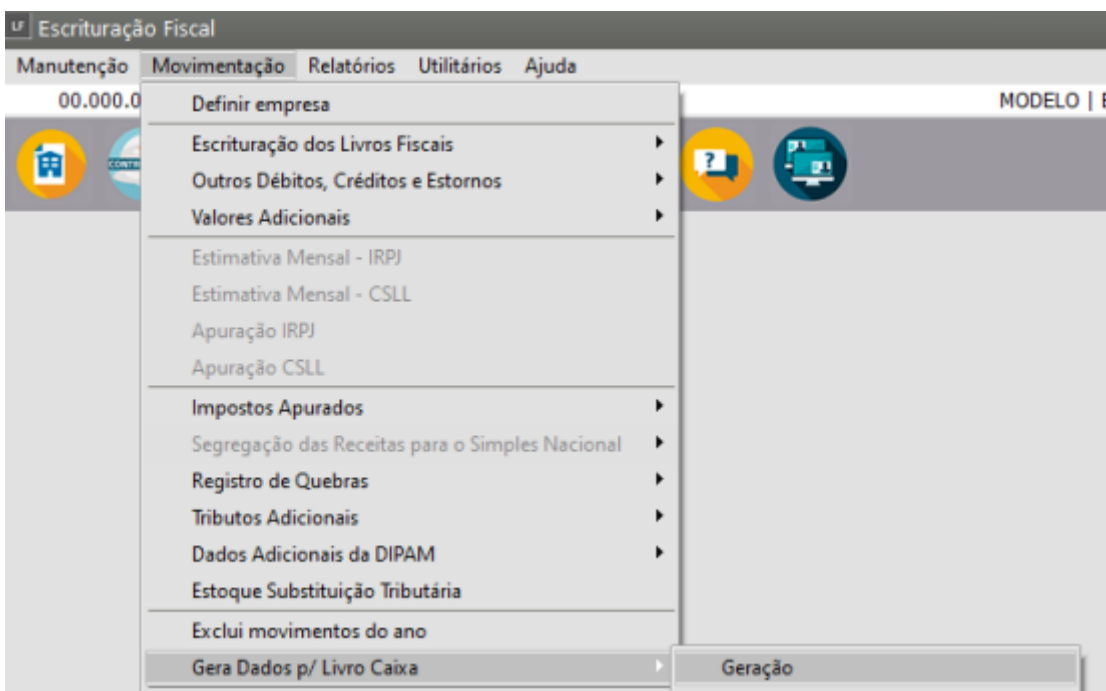 LF Escrituração Fiscal
Manutenção Movimentação Relatórios Utilitários Ajuda
00.000.0 MODELO | E
Definir empresa
Escrituração dos Livros Fiscais
Outros Débitos, Créditos e Estornos
Valores Adicionais
Estimativa Mensal - IRPJ
Estimativa Mensal - CSLL
Apuração IRPJ
Apuração CSLL
Impostos Apurados
Segregação das Receitas para o Simples Nacional
Registro de Quebras
Tributos Adicionais
Dados Adicionais da DIPAM
Estoque Substituição Tributária
Exclui movimentos do ano
Gera Dados p/ Livro Caixa Geração